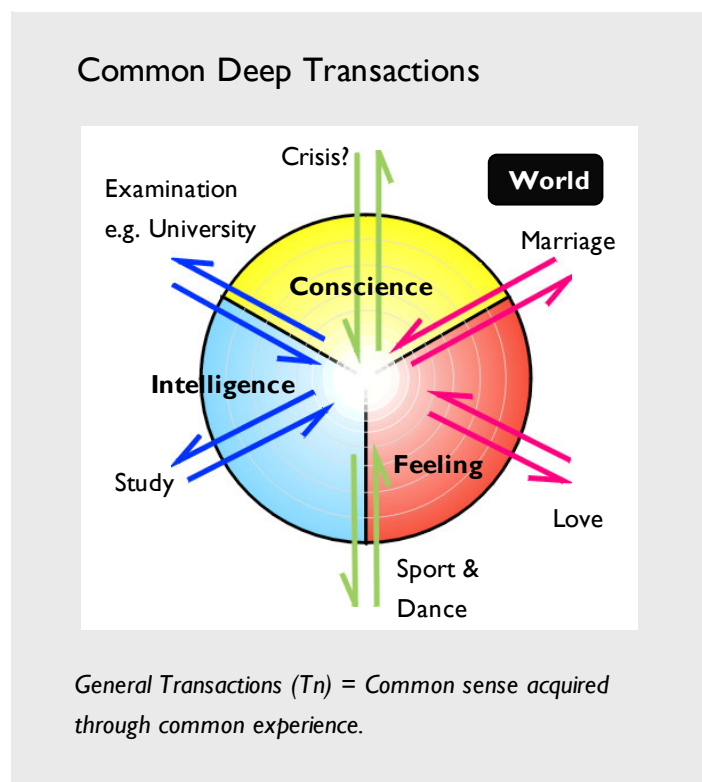 Common Deep Transactions
Crisis?
World
Examination
e.g. University
Marriage
Conscience
Intelligence
Feeling
Study
Love
Sport &
Dance
General Transactions (Tn) = Common sense acquired
through common experience.